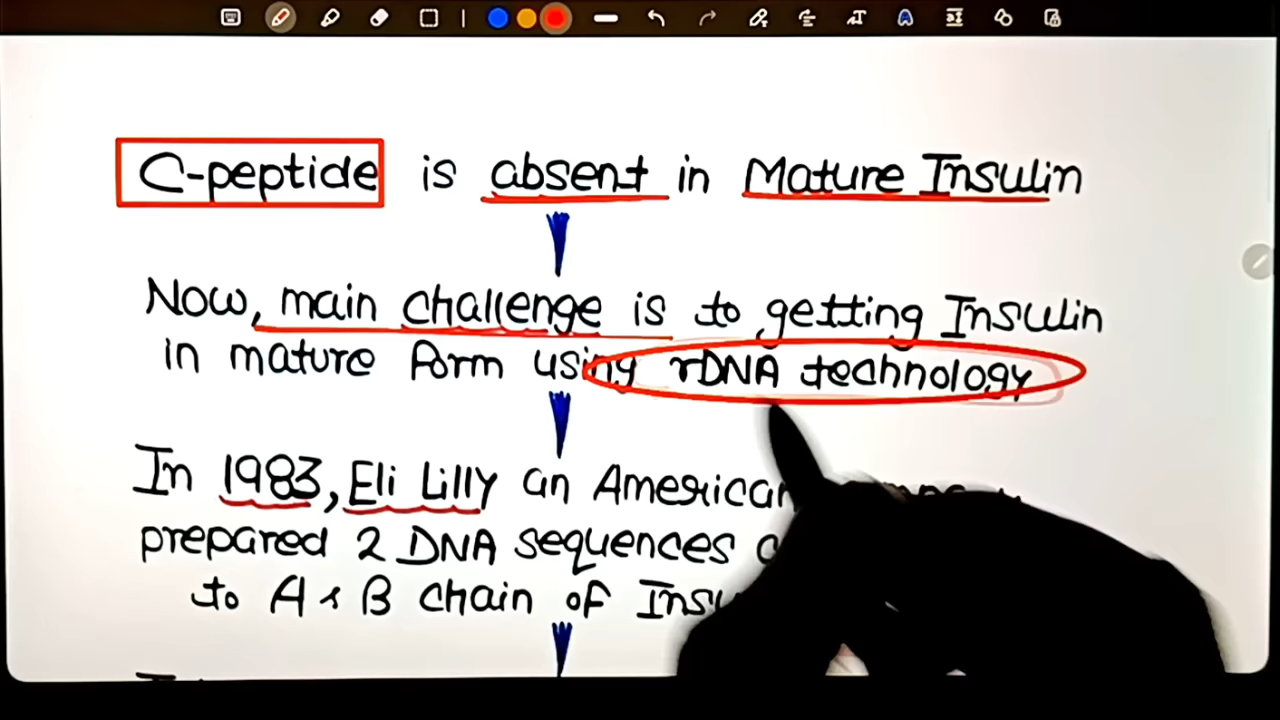 C-peptide is absent in Mature Insulin
Now, main challenge is to getting Insulin
in mature Form using rDNA technology
In 1983, Eli Lilly an American
prepared 2 DNA sequences
to A & B chain of